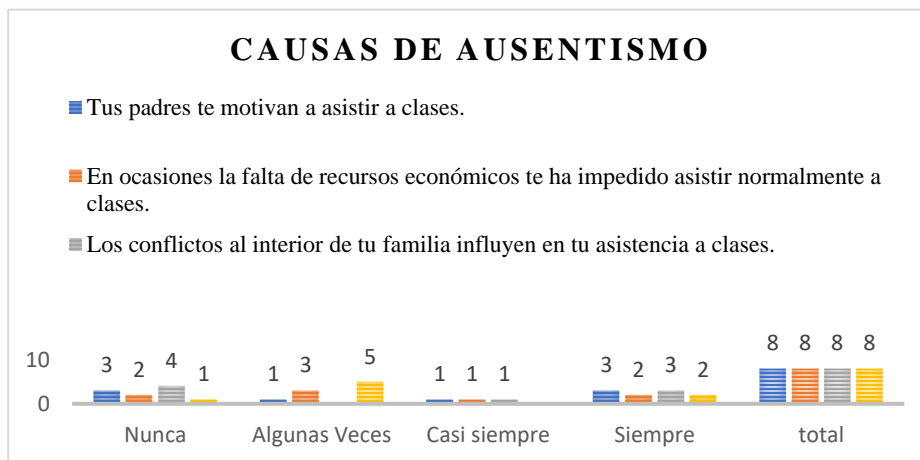 CAUSAS DE AUSENTISMO
Tus padres te motivan a asistir a clases.
En ocasiones la falta de recursos económicos te ha impedido asistir normalmente a
clases.
Los conflictos al interior de tu familia influyen en tu asistencia a clases.
10
0
3 2 4 1
1 3 5
1 1 1
3 2 3 2
8 8 8 8
Nunca Algunas Veces Casi siempre Siempre total